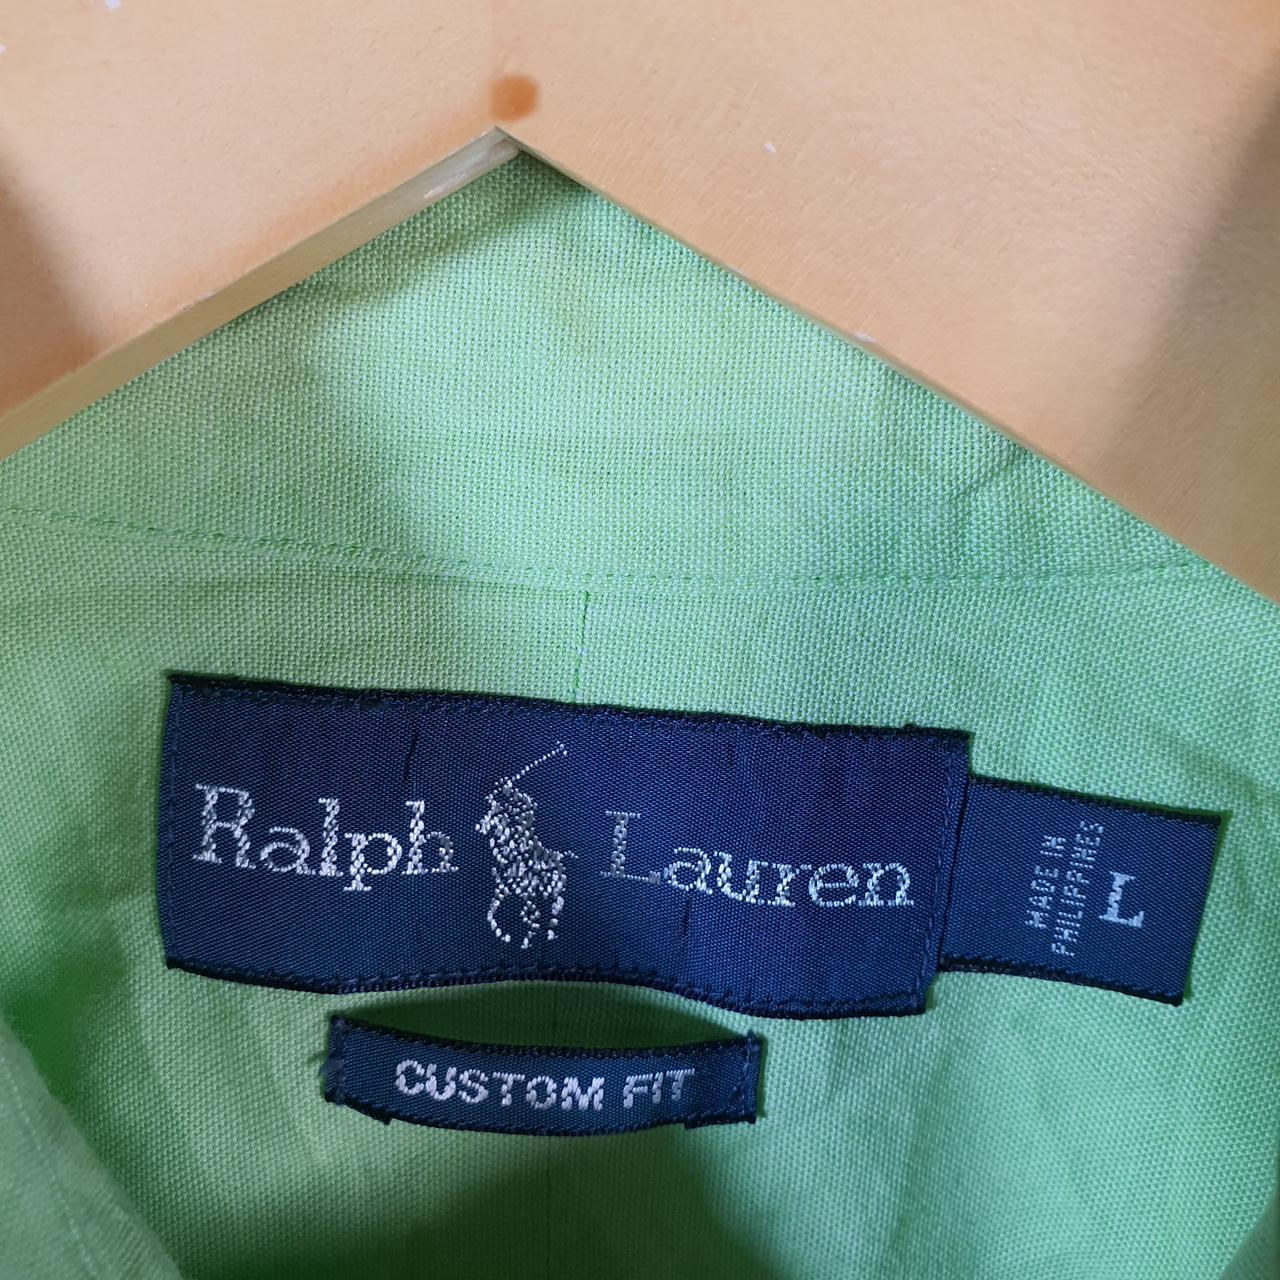 Ralph Lauren
MADE IN
PHILIPPINES
L
CUSTOM FIT